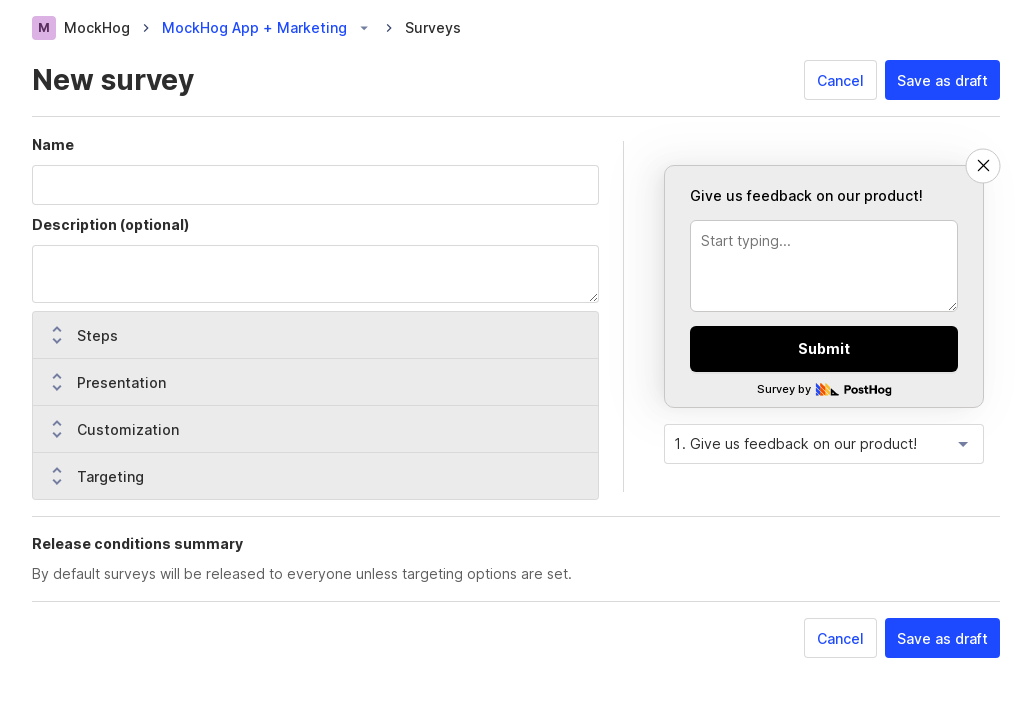 M MockHog MockHog App + Marketing Surveys
New survey
Cancel Save as draft
Name
Description (optional)
Steps
Presentation
Customization
Targeting
Give us feedback on our product!
Start typing...
Submit
Survey by PostHog
1. Give us feedback on our product!
Release conditions summary
By default surveys will be released to everyone unless targeting options are set.
Cancel Save as draft